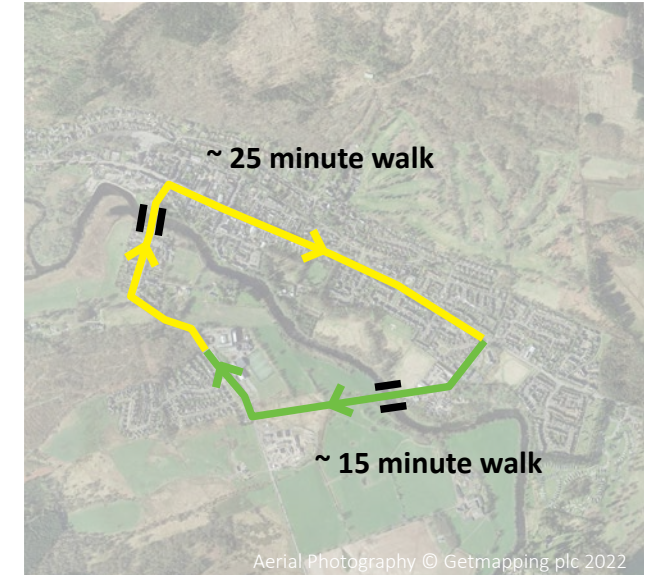 ~ 25 minute walk
~ 15 minute walk
Aerial Photography © Getmapping plc 2022